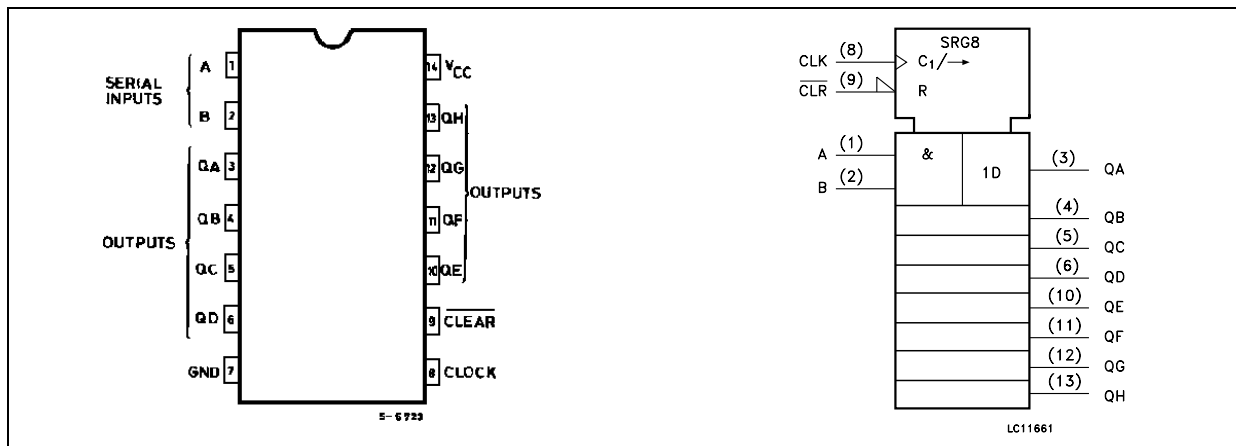 SERIAL
INPUTS
A 1
B 2
QA 3
QB 4
OUTPUTS
QC 5
QD 6
GND 7
14 VCC
13 QH
12 QG
OUTPUTS
11 QF
10 QE
9 CLEAR
8 CLOCK
5-6723
SRG8
CLK (8) C1/→
CLR (9) R
A (1) & 1D (3) QA
B (2)
(4) QB
(5) QC
(6) QD
(10) QE
(11) QF
(12) QG
(13) QH
LC11661